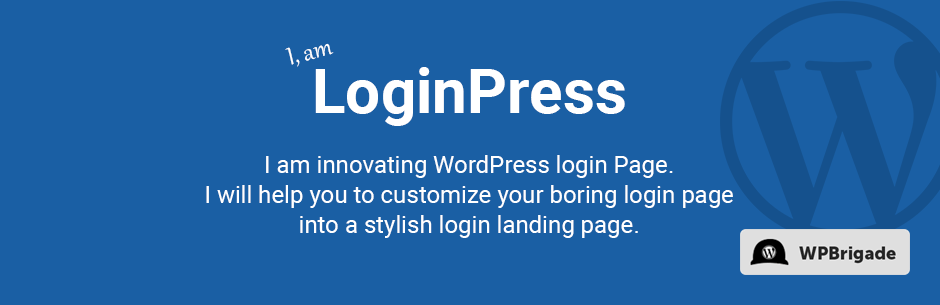 I, am
LoginPress
I am innovating WordPress login Page.
I will help you to customize your boring login page
into a stylish login landing page.
WPBrigade